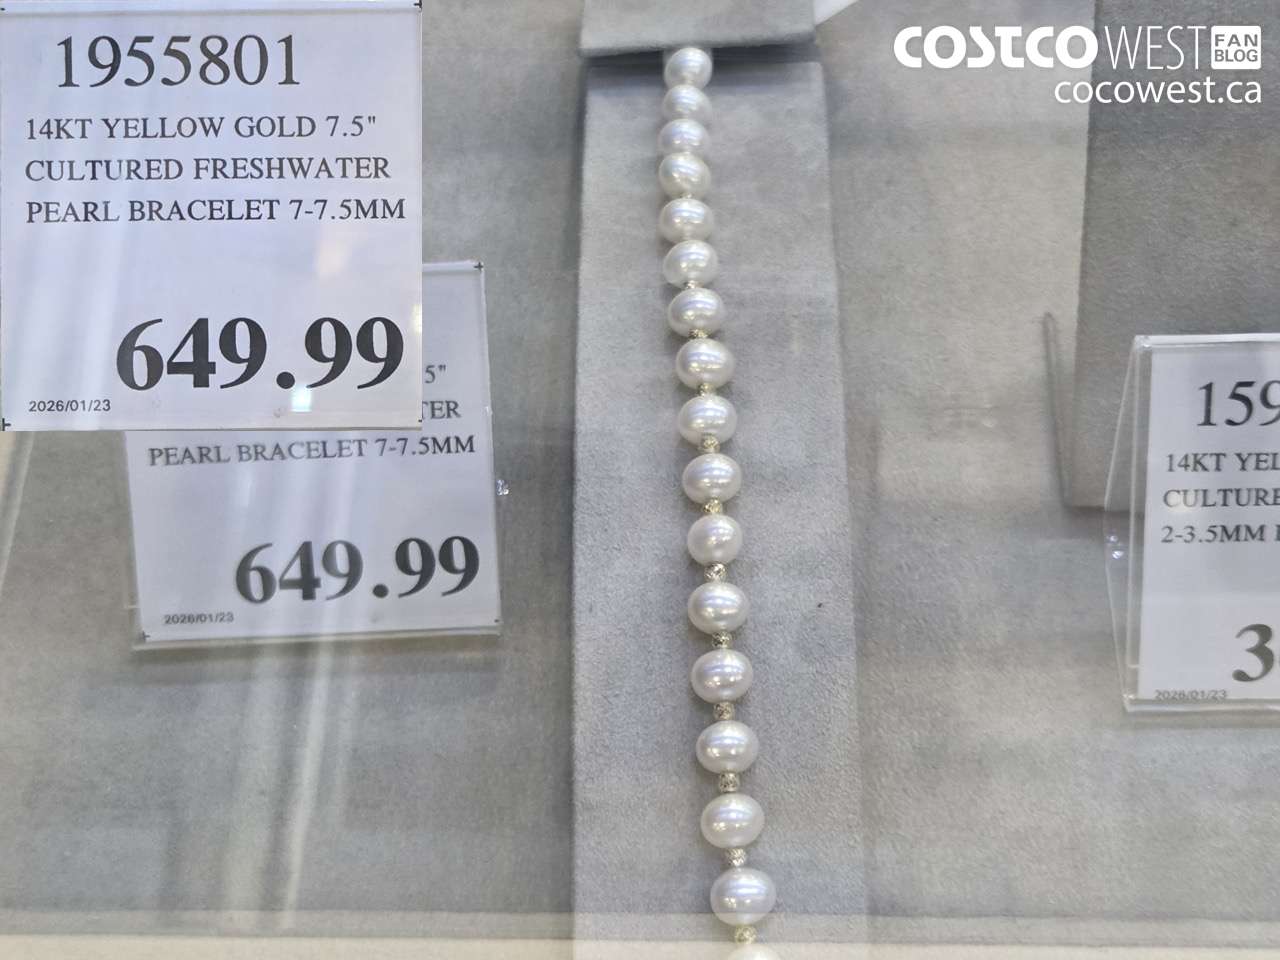 COSTCO WEST FAN BLOG
cocowest.ca
1955801
14KT YELLOW GOLD 7.5"
CULTURED FRESHWATER
PEARL BRACELET 7-7.5MM
649.99
2026/01/23
5"
TER
PEARL BRACELET 7-7.5MM
649.99
2026/01/23
159
14KT YEL
CULTURE
2-3.5MM
3
2026/01/23